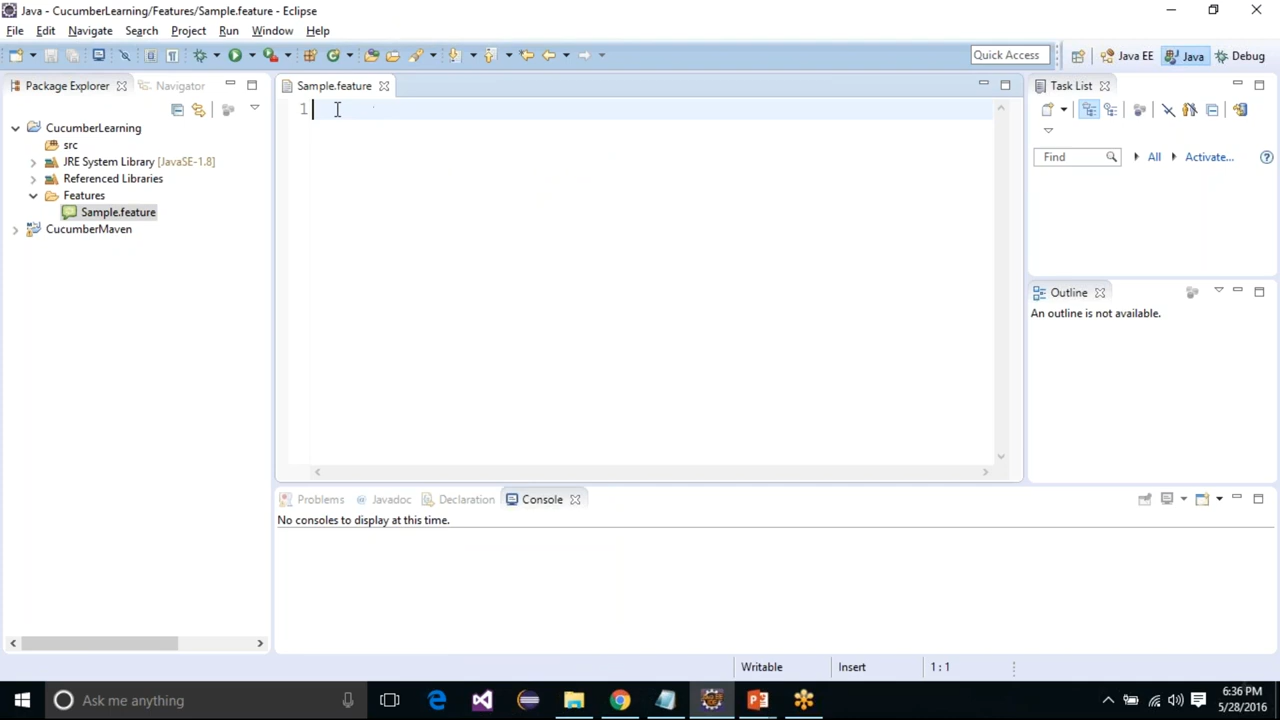 Java - CucumberLearning/Features/Sample.feature - Eclipse
File Edit Navigate Search Project Run Window Help
Quick Access
Java EE
Java
Debug
Package Explorer
Navigator
Sample.feature
Task List
1
CucumberLearning
src
JRE System Library [JavaSE-1.8]
Referenced Libraries
Features
Sample.feature
CucumberMaven
Find
All
Activate...
Outline
An outline is not available.
Problems
Javadoc
Declaration
Console
No consoles to display at this time.
Writable
Insert
1 : 1
Ask me anything
6:36 PM
5/28/2016